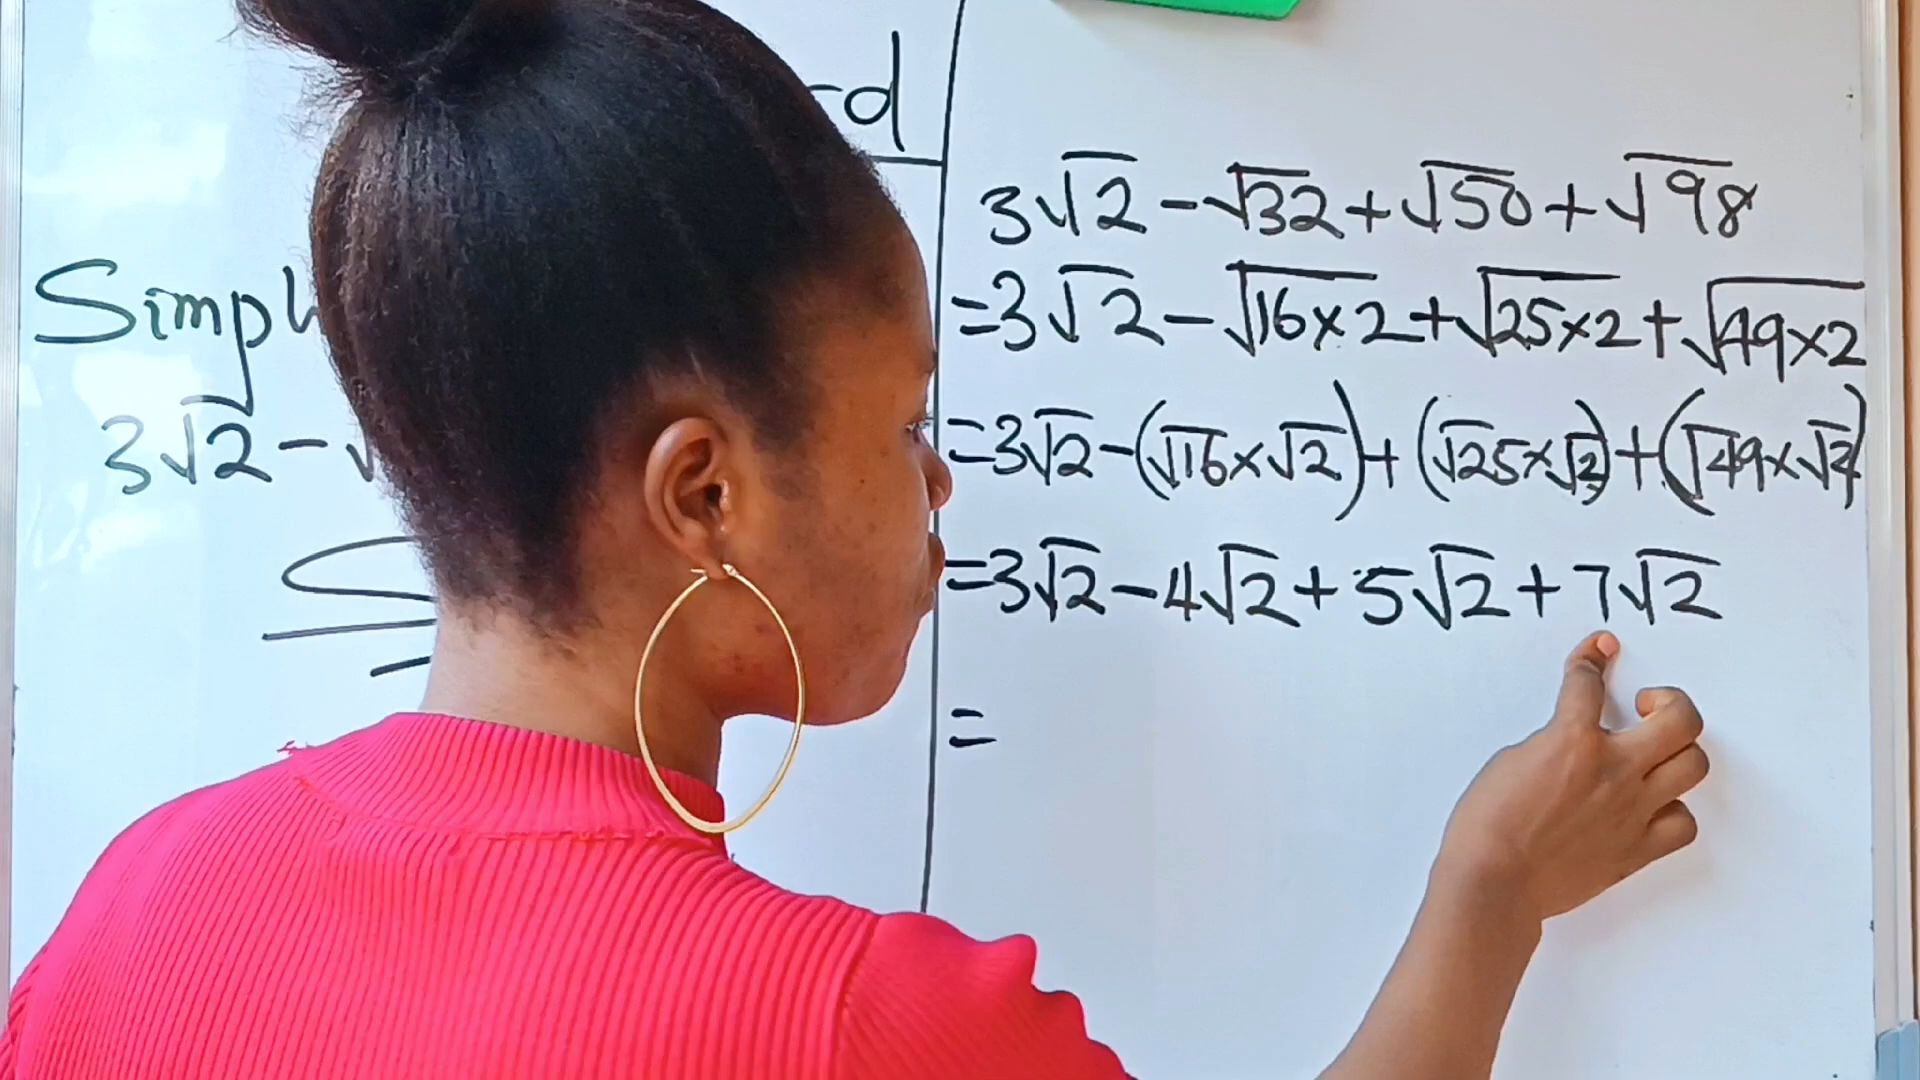 Simpl
3√2 -
3√2 - √32 + √50 + √98
= 3√2 - √16×2 + √25×2 + √49×2
= 3√2 - (√16 × √2) + (√25 × √2) + (√49 × √2)
= 3√2 - 4√2 + 5√2 + 7√2
=